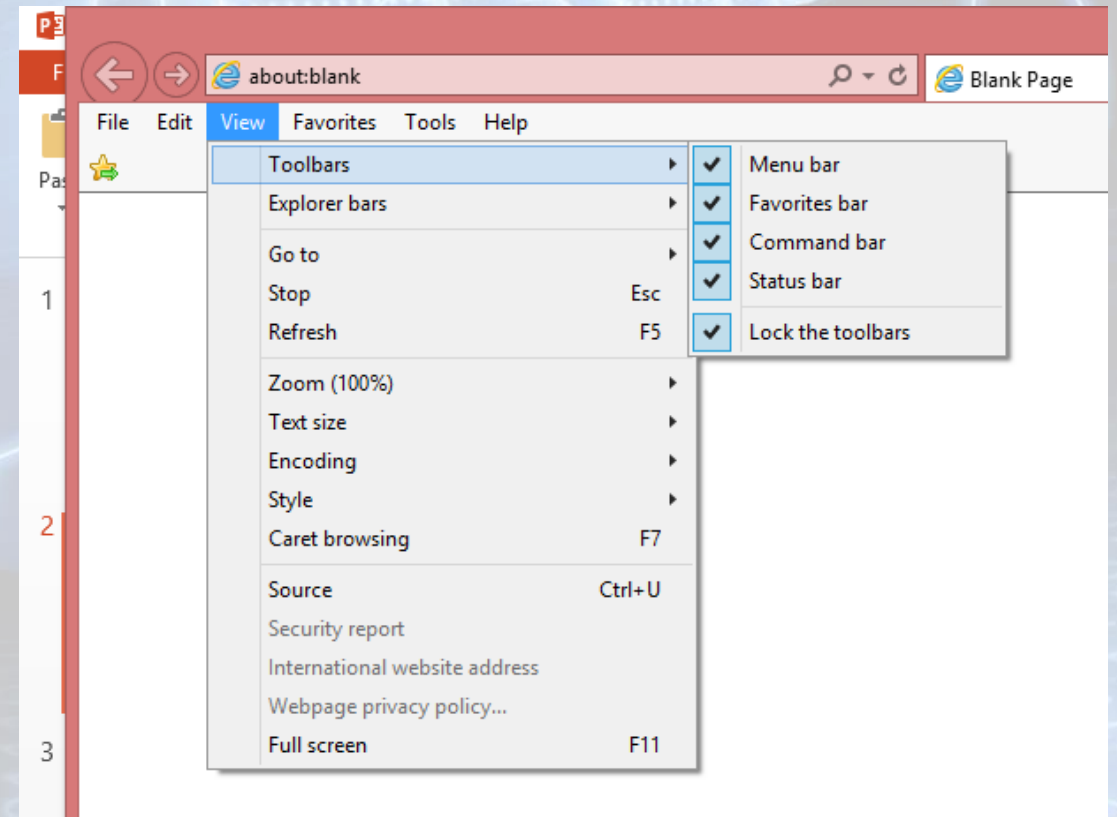 P
F
about:blank
Blank Page
File Edit View Favorites Tools Help
Pas
Toolbars
Menu bar
Explorer bars
Favorites bar
Command bar
Go to
Status bar
Stop Esc
Refresh F5
Lock the toolbars
Zoom (100%)
Text size
Encoding
Style
Caret browsing F7
Source Ctrl+U
Security report
International website address
Webpage privacy policy...
Full screen F11
1
2
3